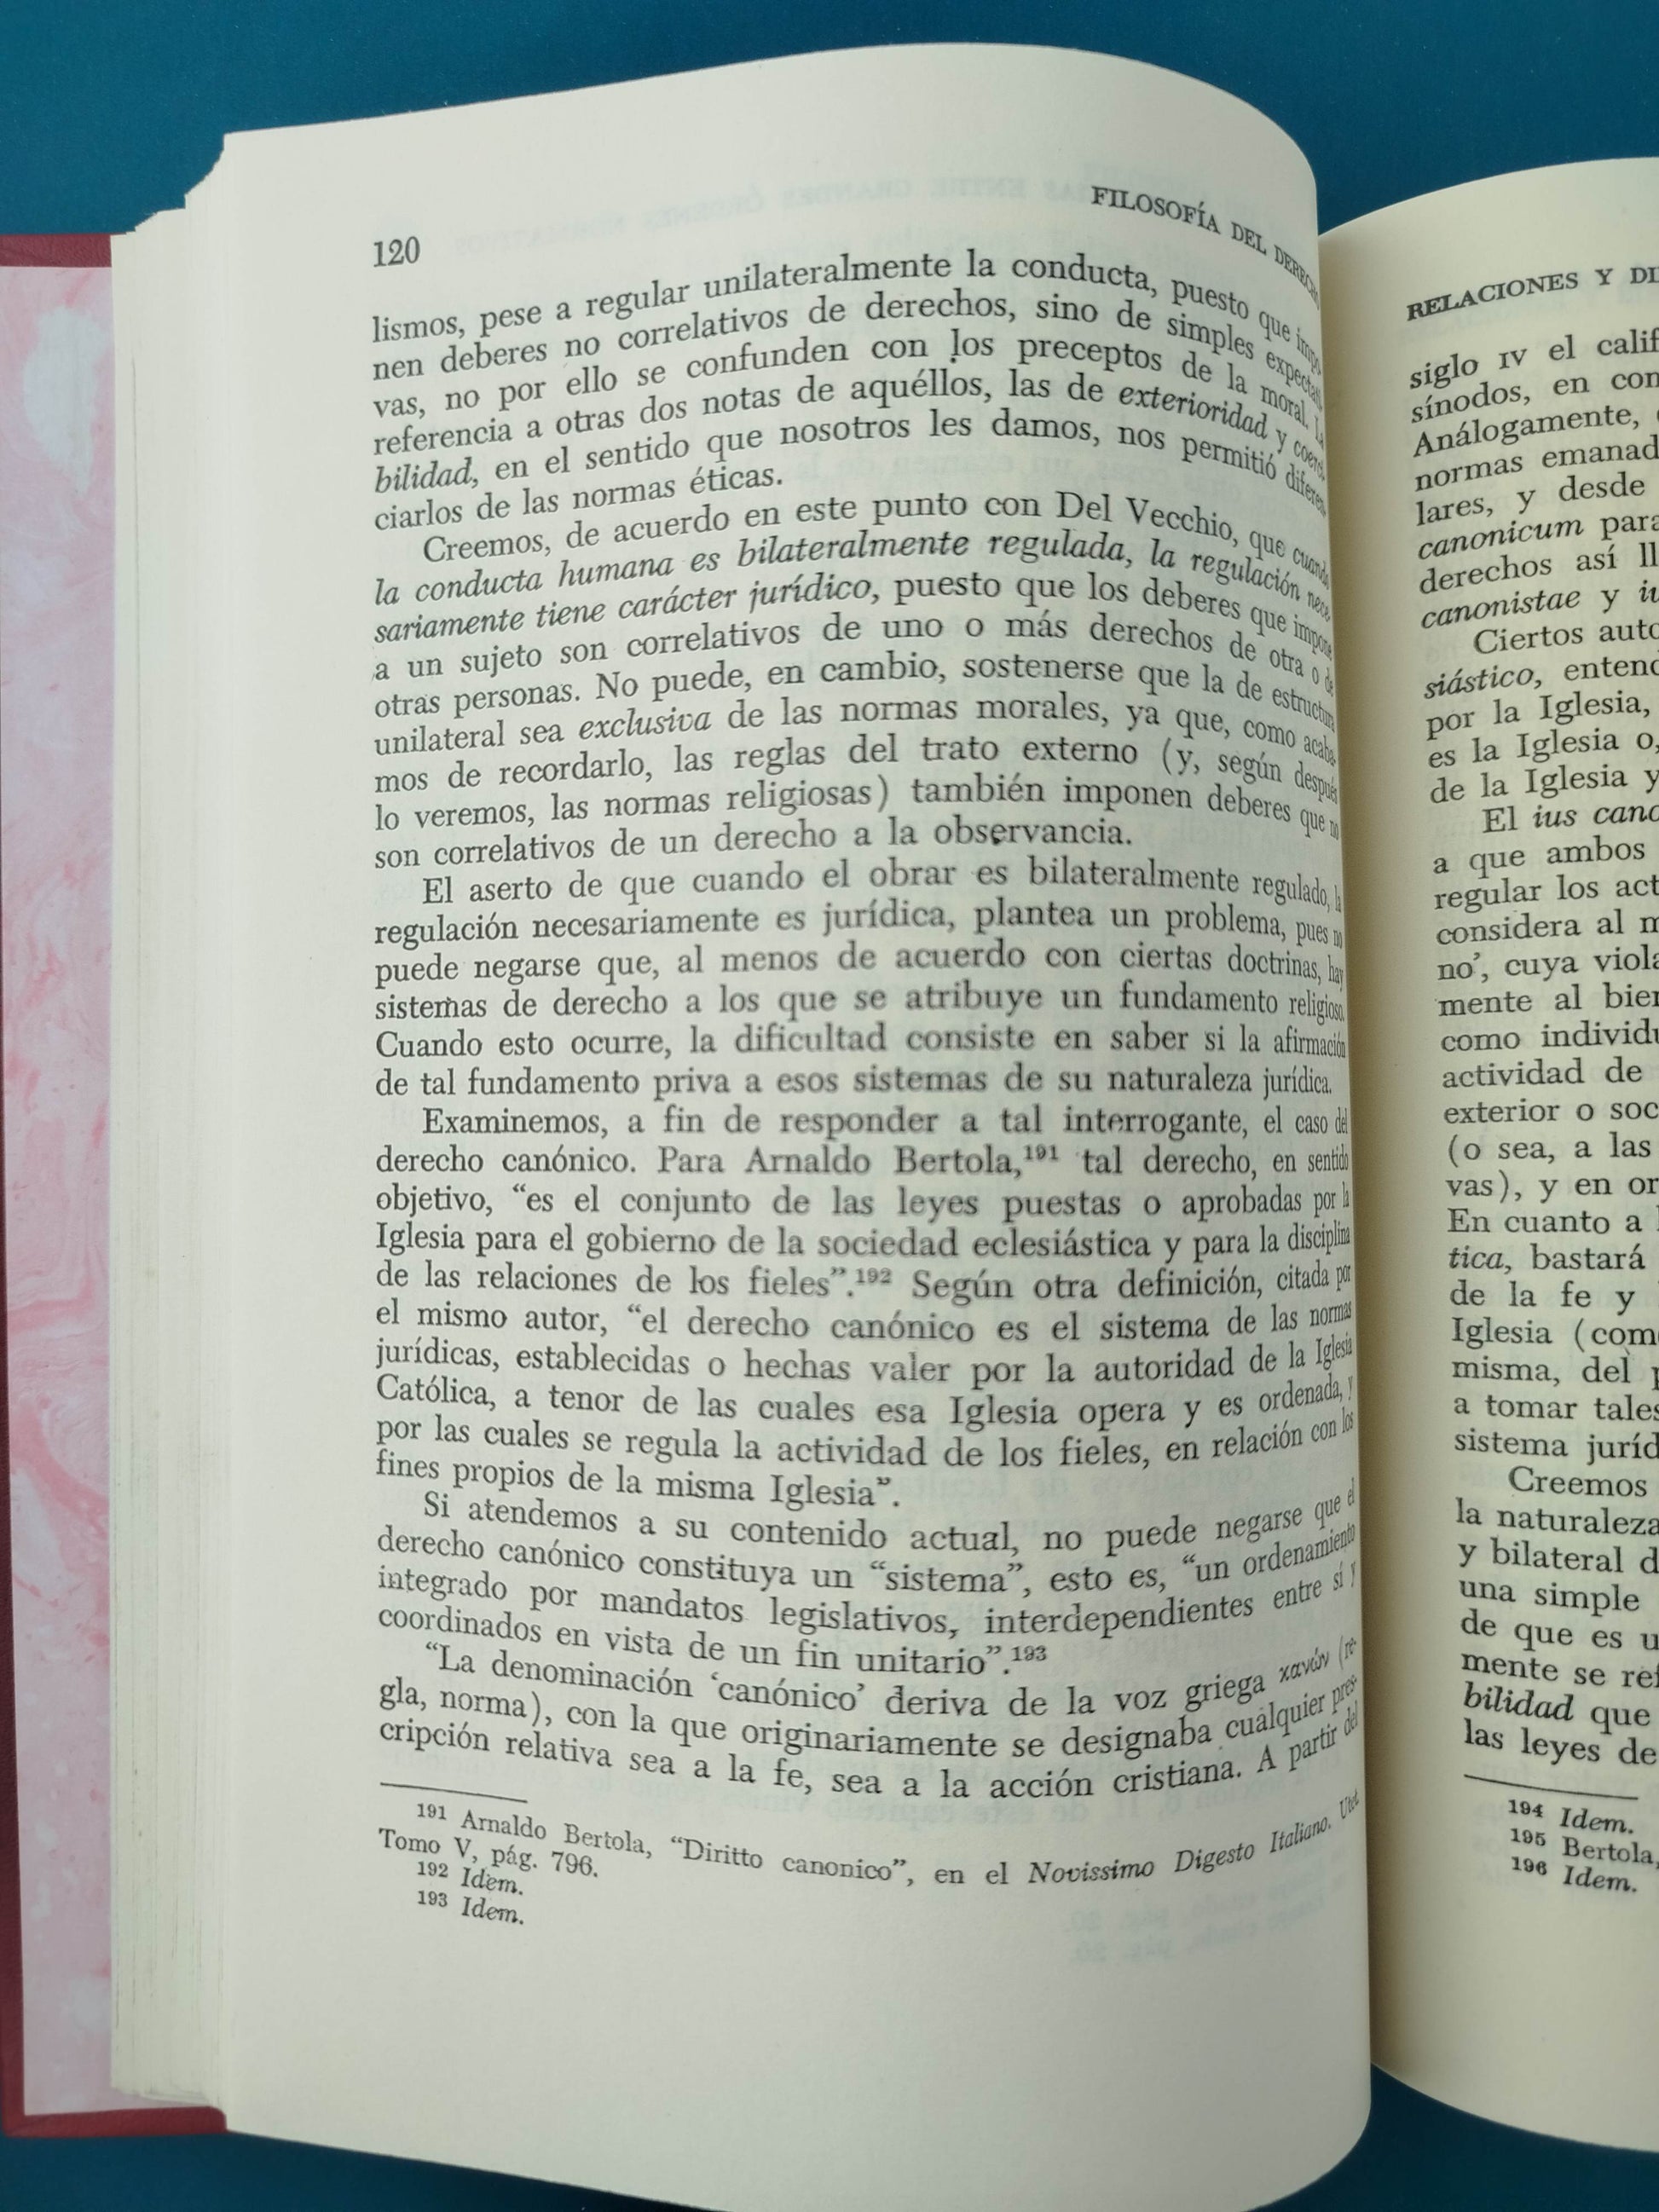 120
FILOSOFÍA DEL DERECHO
lismos, pese a regular unilateralmente la conducta, puesto que impo-
nen deberes no correlativos de derechos, sino de simples expectati-
vas, no por ello se confunden con los preceptos de la moral. La
referencia a otras dos notas de aquéllos, las de exterioridad y coerci-
bilidad, en el sentido que nosotros les damos, nos permitió diferen-
ciarlos de las normas éticas.
Creemos, de acuerdo en este punto con Del Vecchio, que cuando
la conducta humana es bilateralmente regulada, la regulación nece-
sariamente tiene carácter jurídico, puesto que los deberes que impone
a un sujeto son correlativos de uno o más derechos de otra o de
otras personas. No puede, en cambio, sostenerse que la de estructura
unilateral sea exclusiva de las normas morales, ya que, como acaba-
mos de recordarlo, las reglas del trato externo (y, según después
lo veremos, las normas religiosas) también imponen deberes que no
son correlativos de un derecho a la observancia.
El aserto de que cuando el obrar es bilateralmente regulado, la
regulación necesariamente es jurídica, plantea un problema, pues no
puede negarse que, al menos de acuerdo con ciertas doctrinas, hay
sistemas de derecho a los que se atribuye un fundamento religioso.
Cuando esto ocurre, la dificultad consiste en saber si la afirmación
de tal fundamento priva a esos sistemas de su naturaleza jurídica.
Examinemos, a fin de responder a tal interrogante, el caso del
derecho canónico. Para Arnaldo Bertola,¹⁹¹ tal derecho, en sentido
objetivo, “es el conjunto de las leyes puestas o aprobadas por la
Iglesia para el gobierno de la sociedad eclesiástica y para la disciplina
de las relaciones de los fieles”.¹⁹² Según otra definición, citada por
el mismo autor, “el derecho canónico es el sistema de las normas
jurídicas, establecidas o hechas valer por la autoridad de la Iglesia
Católica, a tenor de las cuales esa Iglesia opera y es ordenada, y
por las cuales se regula la actividad de los fieles, en relación con los
fines propios de la misma Iglesia”.
Si atendemos a su contenido actual, no puede negarse que el
derecho canónico constituya un “sistema”, esto es, “un ordenamiento
integrado por mandatos legislativos, interdependientes entre sí y
coordinados en vista de un fin unitario”.¹⁹³
“La denominación ‘canónico’ deriva de la voz griega κανών (re-
gla, norma), con la que originariamente se designaba cualquier pres-
cripción relativa sea a la fe, sea a la acción cristiana. A partir del
191 Arnaldo Bertola, “Diritto canonico”, en el Novissimo Digesto Italiano. Utet.
Tomo V, pág. 796.
192 Idem.
193 Idem.
RELACIONES Y
siglo IV el
sínodos, en
Análogamente,
normas
lares, y desde
canonicum
derechos así
canonistae y
Ciertos
siástico,
por la Iglesia,
es la Iglesia o,
de la Iglesia y
El ius
a que ambos
regular los
considera al
no’, cuya
mente al
como
actividad de
exterior o
(o sea, a las
vas), y en
En cuanto a
tica, bastará
de la fe y
Iglesia
misma, del
a tomar
sistema
Creemos
la
y bilateral
una simple
de que es
mente se
bilidad que
las leyes
194 Idem.
195 Bertola,
196 Idem.